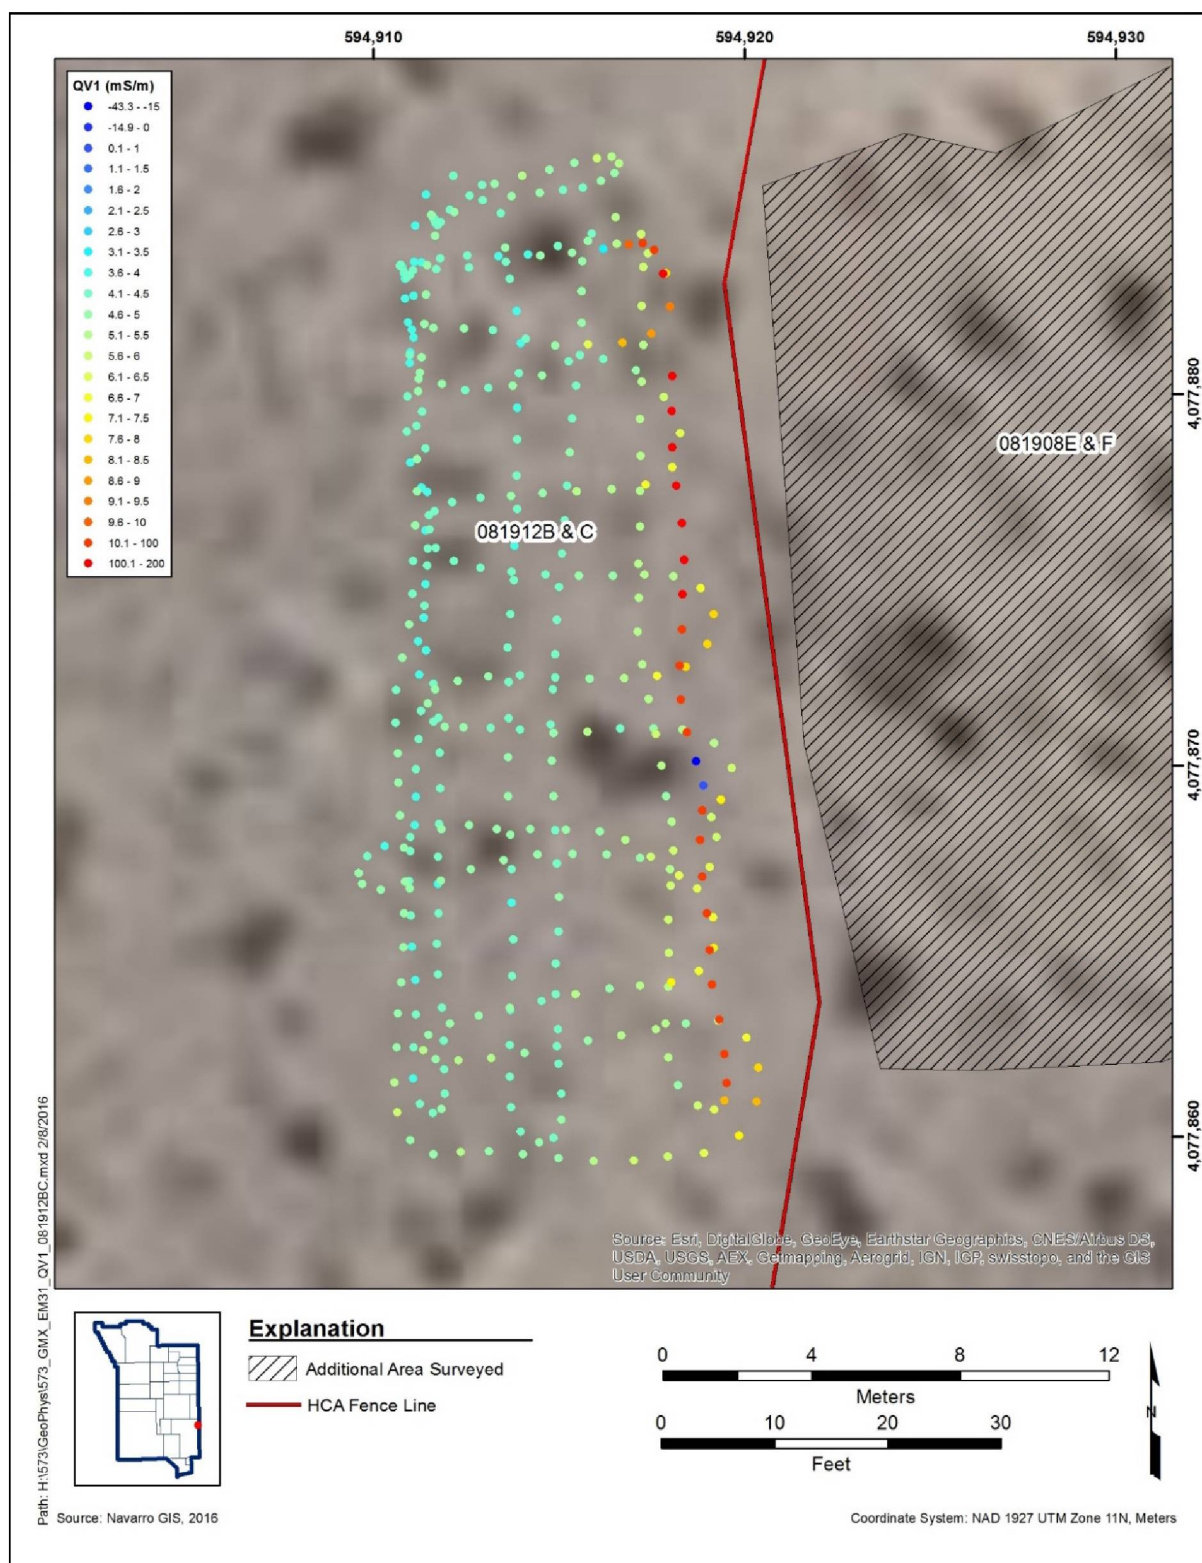 594,910
594,920
594,930
QV1 (mS/m)
-43.3 - -15
-14.9 - 0
0.1 - 1
1.1 - 1.5
1.6 - 2
2.1 - 2.5
2.6 - 3
3.1 - 3.5
3.6 - 4
4.1 - 4.5
4.6 - 5
5.1 - 5.5
5.6 - 6
6.1 - 6.5
6.6 - 7
7.1 - 7.5
7.6 - 8
8.1 - 8.5
8.6 - 9
9.1 - 9.5
9.6 - 10
10.1 - 100
100.1 - 200
4,077,880
081908E & F
081912B & C
4,077,870
4,077,860
Source: Esri, DigitalGlobe, GeoEye, Earthstar Geographics, CNES/Airbus DS,
USDA, USGS, AEX, Getmapping, Aerogrid, IGN, IGP, swisstopo, and the GIS
User Community
Path: H:\573\GeoPhys\573_GMX_EM31_QV1_081912BC.mxd 2/8/2016
Explanation
Additional Area Surveyed
HCA Fence Line
0 4 8 12
Meters
0 10 20 30
Feet
N
Source: Navarro GIS, 2016
Coordinate System: NAD 1927 UTM Zone 11N, Meters